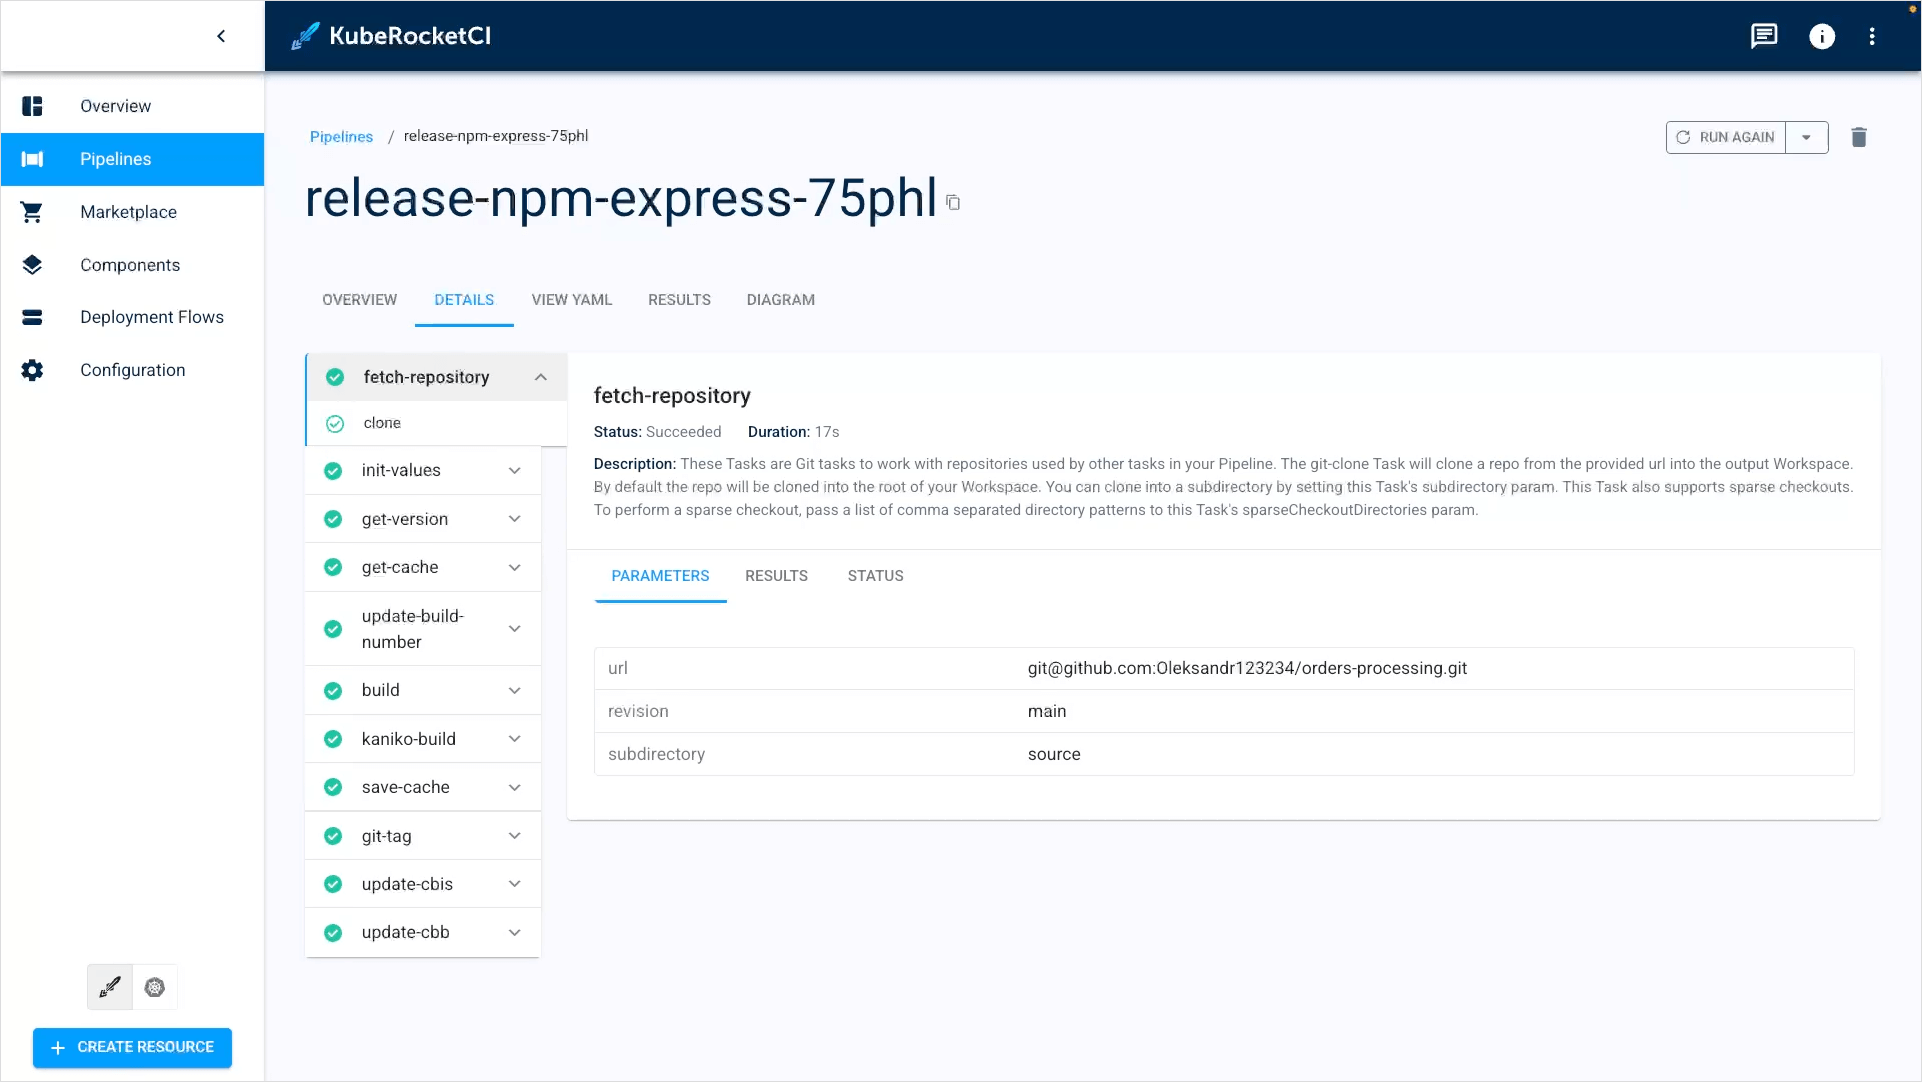 KubeRocketCI
Overview
Pipelines
Marketplace
Components
Deployment Flows
Configuration
CREATE RESOURCE
Pipelines / release-npm-express-75phl
RUN AGAIN
release-npm-express-75phl
OVERVIEW DETAILS VIEW YAML RESULTS DIAGRAM
fetch-repository
clone
init-values
get-version
get-cache
update-build-
number
build
kaniko-build
save-cache
git-tag
update-cbis
update-cbb
fetch-repository
Status: Succeeded Duration: 17s
Description: These Tasks are Git tasks to work with repositories used by other tasks in your Pipeline. The git-clone Task will clone a repo from the provided url into the output Workspace.
By default the repo will be cloned into the root of your Workspace. You can clone into a subdirectory by setting this Task's subdirectory param. This Task also supports sparse checkouts.
To perform a sparse checkout, pass a list of comma separated directory patterns to this Task's sparseCheckoutDirectories param.
PARAMETERS RESULTS STATUS
url git@github.com:Oleksandr123234/orders-processing.git
revision main
subdirectory source